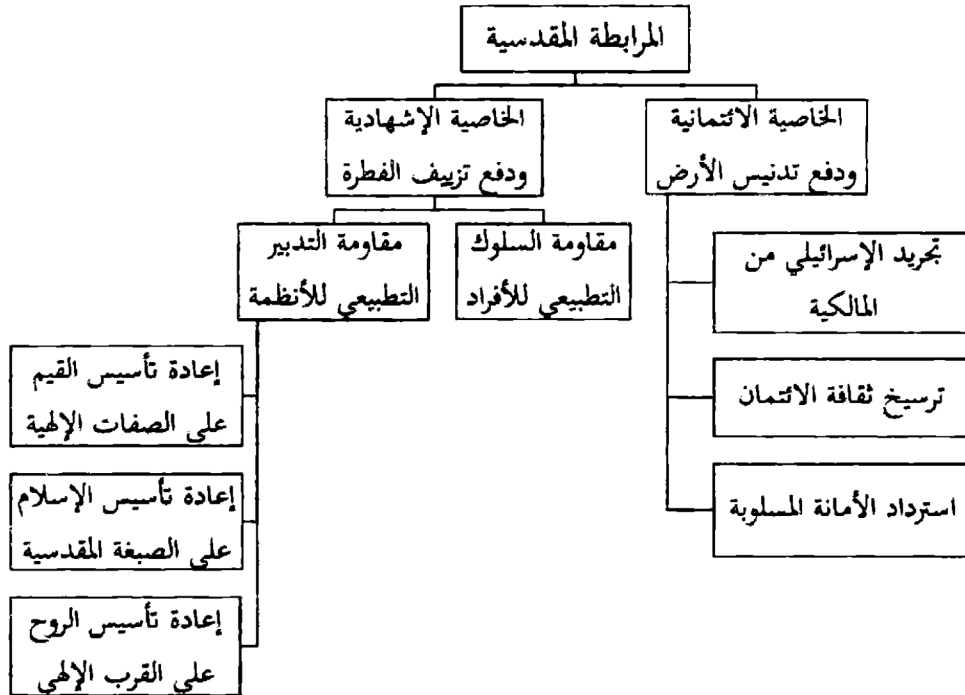 المرابطة المقدسية
الخاصية الائتمانية
ودفع تدنيس الأرض
الخاصية الإشهادية
ودفع تزييف الفطرة
تجريد الإسرائيلي من
المالكية
ترسيخ ثقافة الائتمان
استرداد الأمانة المسلوبة
مقاومة السلوك
التطبيعي للأفراد
مقاومة التدبير
التطبيعي للأنظمة
إعادة تأسيس القيم
على الصفات الإلهية
إعادة تأسيس الإسلام
على الصبغة المقدسية
إعادة تأسيس الروح
على القرب الإلهي